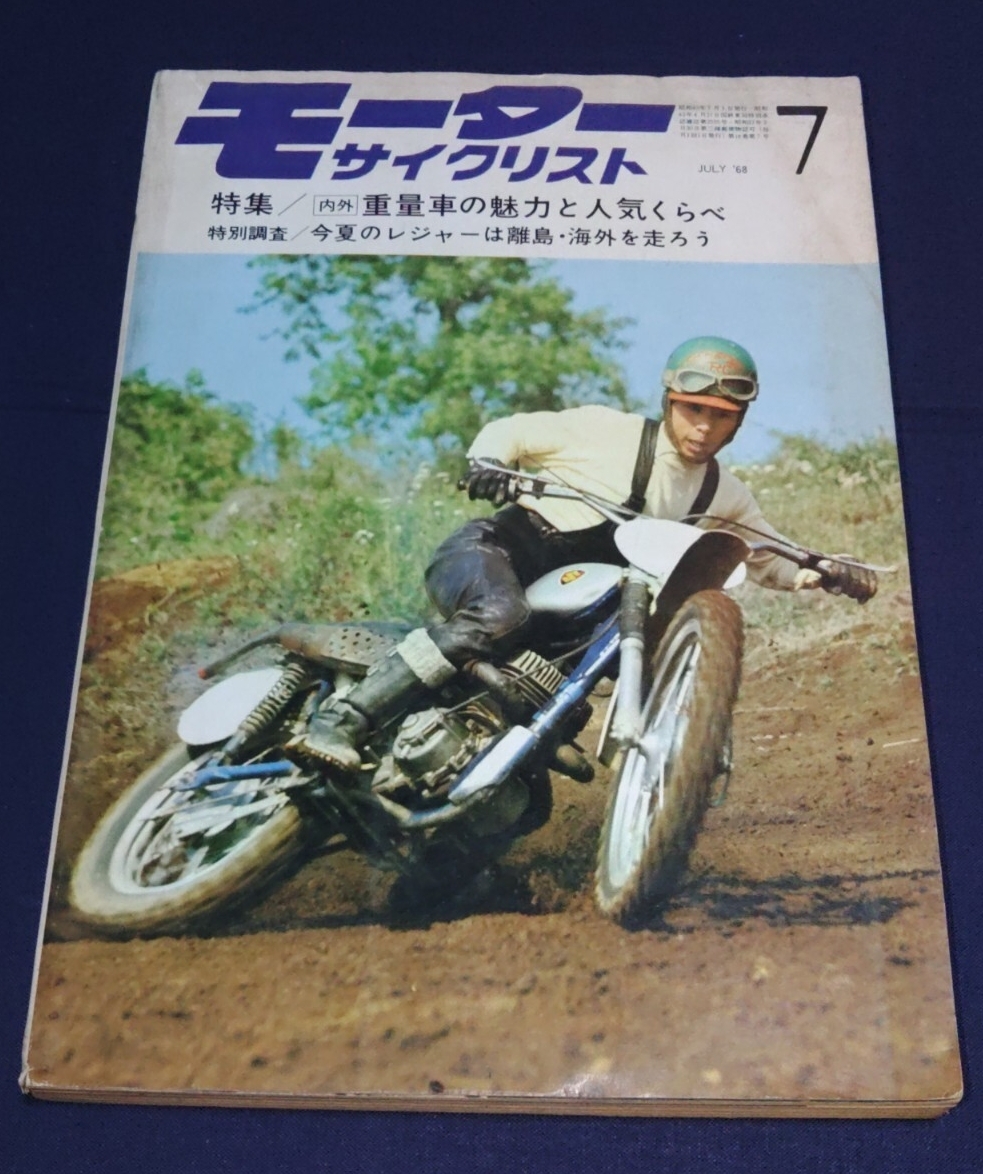 モーター
サイクリスト
7
JULY '68
特集/内外重量車の魅力と人気くらべ
特別調査/今夏のレジャーは離島・海外を走ろう